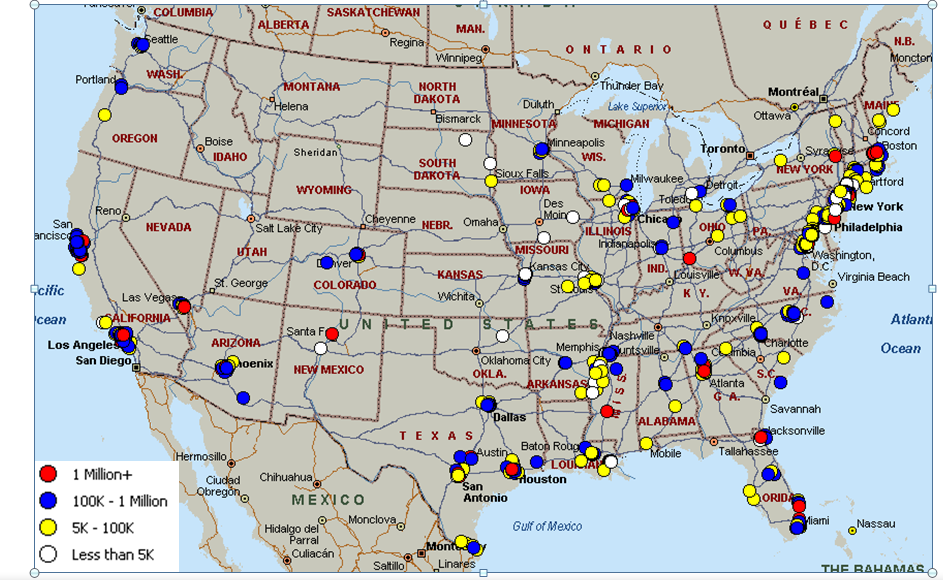 COLUMBIA
ALBERTA
SASKATCHEWAN
MAN.
QUÉBEC
ONTARIO
N.B.
Moncton
Regina
Winnipeg
Thunder Bay
Seattle
WASH.
Portland
MONTANA
Helena
NORTH
DAKOTA
Bismarck
Duluth
Lake Superior
Montréal
Ottawa
MAINE
MINNESOTA
MICHIGAN
Concord
Boston
OREGON
Boise
IDAHO
Sheridan
SOUTH
DAKOTA
Minneapolis
WIS.
Toronto
Syracuse
NEW YORK
WYOMING
Sioux Falls
IOWA
Milwaukee
Detroit
Toledo
Hartford
New York
Reno
NEVADA
Salt Lake City
Cheyenne
NEBR.
Omaha
Des
Moin
Chicago
ILLINOIS
OHIO
PA.
Philadelphia
San
ancisco
UTAH
Denver
COLORADO
MISSOURI
Indianapolis
IND.
Columbus
Washington,
D.C.
cific
cean
Las Vegas
St. George
KANSAS
Kansas City
St. Louis
Louisville
W. VA.
Virginia Beach
VA.
CALIFORNIA
Wichita
K Y.
Knoxville
N.C.
Los Angeles
San Diego
ARIZONA
Phoenix
Santa F
NEW MEXICO
UNITED STATES
Oklahoma City
OKLA.
Memphis
Nashville
Huntsville
Charlotte
Columbia
S.C.
Atlanti
Ocean
ARKANSAS
MISS.
Atlanta
G A.
ALABAMA
Savannah
Dallas
TEXAS
Austin
Baton Rouge
LOUISIANA
Mobile
Tallahassee
Jacksonville
San
Antonio
Houston
Hermosillo
Ciudad
Obregón
Chihuahua
MEXICO
Hidalgo del
Parral
Culiacán
Monclova
Monterrey
Saltillo
Linares
Gulf of Mexico
FLORIDA
Miami
Nassau
THE BAHAMAS
1 Million+
100K - 1 Million
5K - 100K
Less than 5K